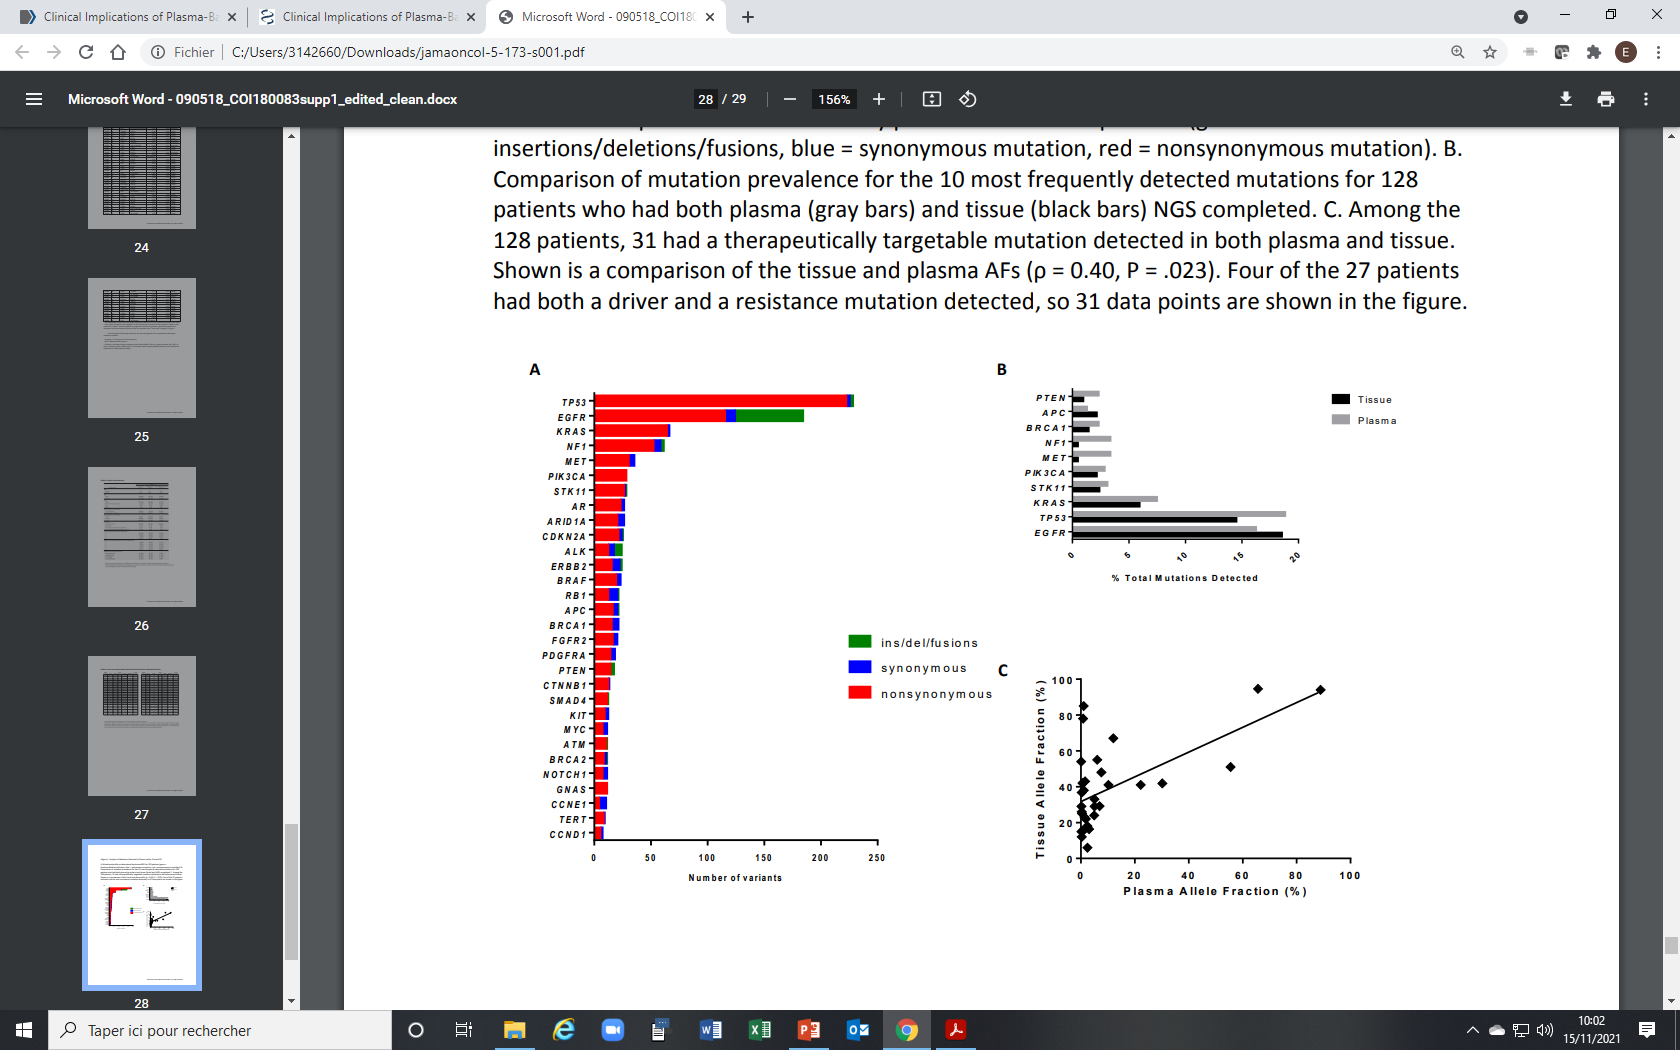 Clinical Implications of Plasma-Ba
Clinical Implications of Plasma-Ba
Microsoft Word - 090518_COI180
Fichier
C:/Users/3142660/Downloads/jamaoncol-5-173-s001.pdf
E
Microsoft Word - 090518_COI180083supp1_edited_clean.docx
28 / 29
156%
24
25
26
27
28
insertions/deletions/fusions, blue = synonymous mutation, red = nonsynonymous mutation). B.
Comparison of mutation prevalence for the 10 most frequently detected mutations for 128
patients who had both plasma (gray bars) and tissue (black bars) NGS completed. C. Among the
128 patients, 31 had a therapeutically targetable mutation detected in both plasma and tissue.
Shown is a comparison of the tissue and plasma AFs (ρ = 0.40, P = .023). Four of the 27 patients
had both a driver and a resistance mutation detected, so 31 data points are shown in the figure.
A
TP53
EGFR
KRAS
NF1
MET
PIK3CA
STK11
AR
ARID1A
CDKN2A
ALK
ERBB2
BRAF
RB1
APC
BRCA1
FGFR2
PDGFRA
PTEN
CTNNB1
SMAD4
KIT
MYC
ATM
BRCA2
NOTCH1
GNAS
CCNE1
TERT
CCND1
0 50 100 150 200 250
Number of variants
ins/del/fusions
synonymous
nonsynonymous
B
PTEN
APC
BRCA1
NF1
MET
PIK3CA
STK11
KRAS
TP53
EGFR
0 5 10 15 20
% Total Mutations Detected
Tissue
Plasma
C
Tissue Allele Fraction (%)
100
80
60
40
20
0
0 20 40 60 80 100
Plasma Allele Fraction (%)
Taper ici pour rechercher
10:02
15/11/2021